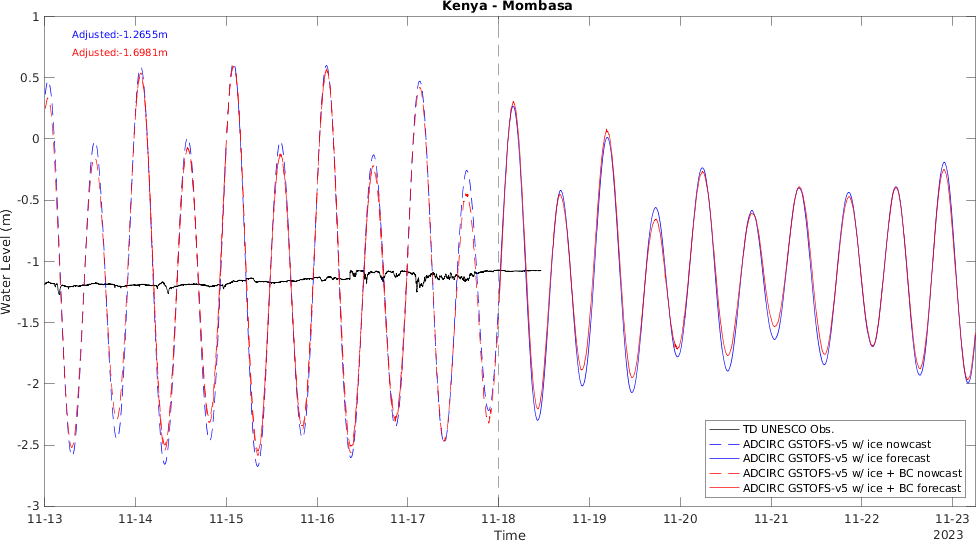 Kenya - Mombasa
Adjusted:-1.2655m
Adjusted:-1.6981m
Water Level (m)
1
0.5
0
-0.5
-1
-1.5
-2
-2.5
-3
TD UNESCO Obs.
ADCIRC GSTOFS-v5 w/ ice nowcast
ADCIRC GSTOFS-v5 w/ ice forecast
ADCIRC GSTOFS-v5 w/ ice + BC nowcast
ADCIRC GSTOFS-v5 w/ ice + BC forecast
11-13 11-14 11-15 11-16 11-17 11-18 11-19 11-20 11-21 11-22 11-23
Time
2023